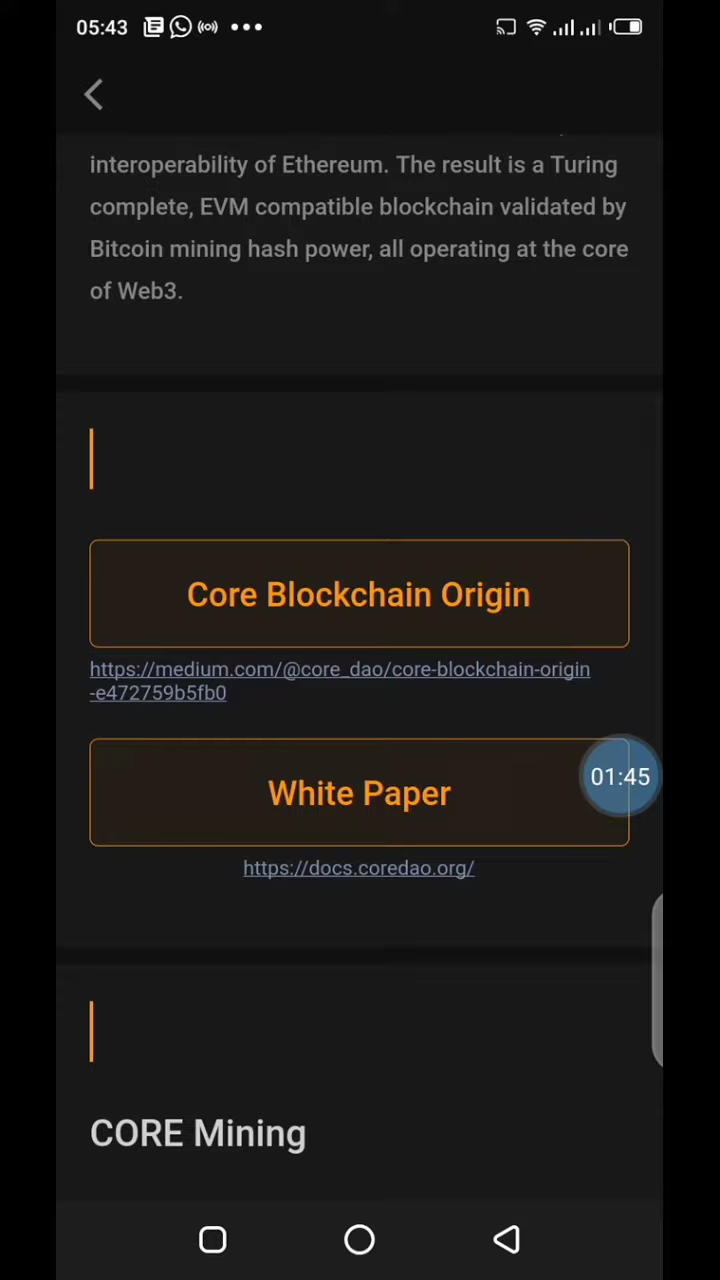 05:43
interoperability of Ethereum. The result is a Turing
complete, EVM compatible blockchain validated by
Bitcoin mining hash power, all operating at the core
of Web3.
Core Blockchain Origin
https://medium.com/@core_dao/core-blockchain-origin
-e472759b5fb0
White Paper
01:45
https://docs.coredao.org/
CORE Mining